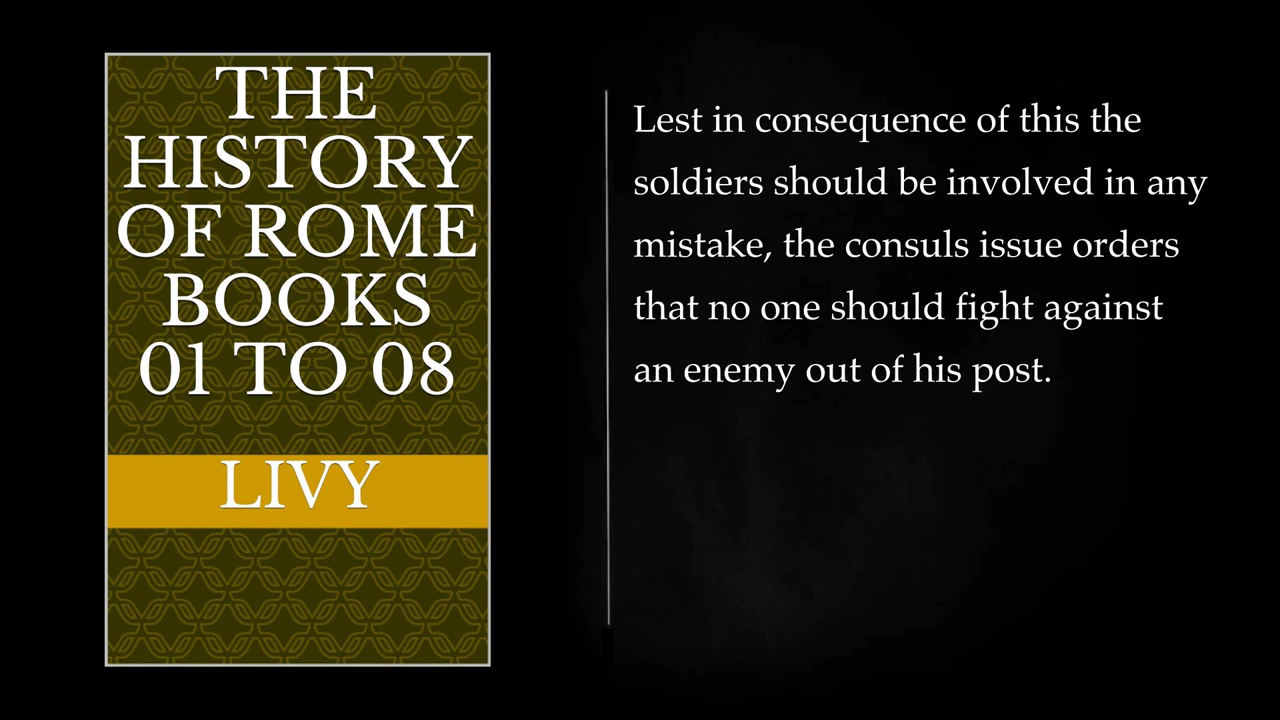 THE
HISTORY
OF ROME
BOOKS
01 TO 08
LIVY
Lest in consequence of this the
soldiers should be involved in any
mistake, the consuls issue orders
that no one should fight against
an enemy out of his post.